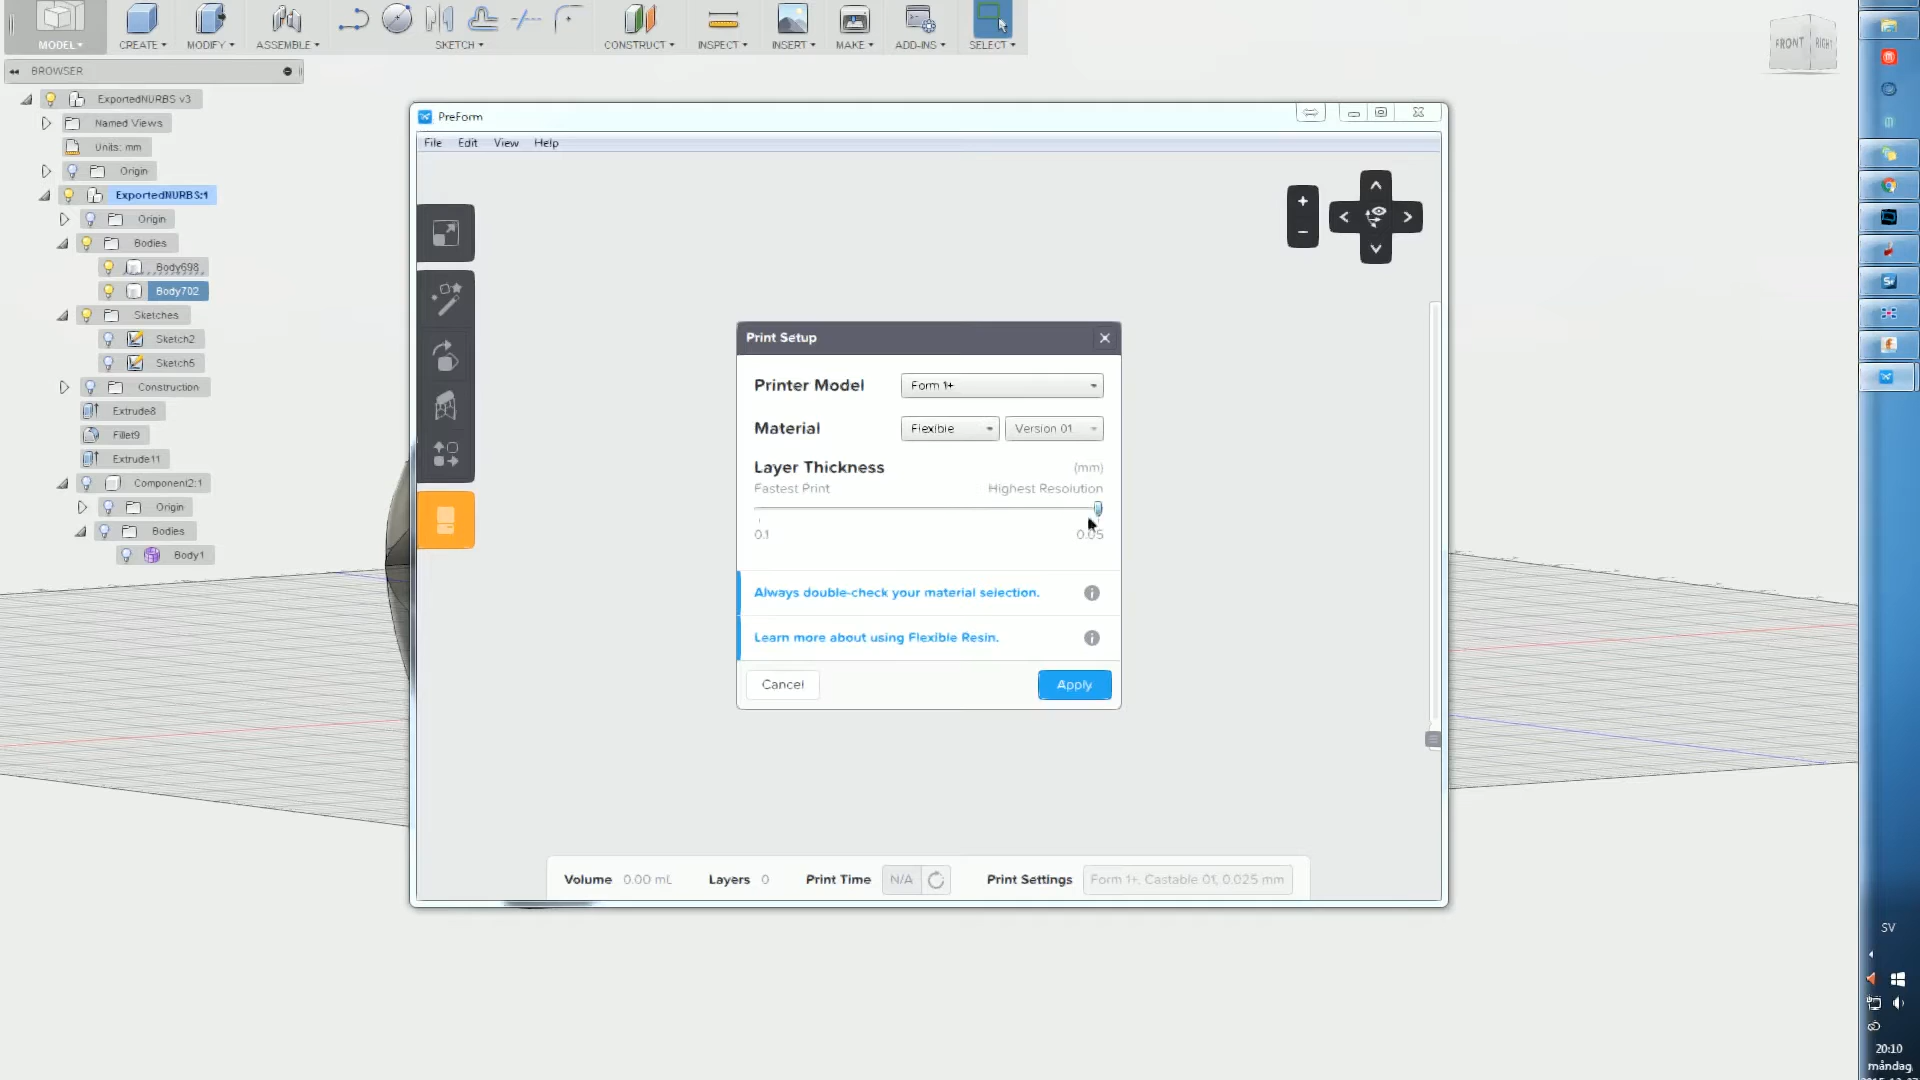 MODEL CREATE MODIFY ASSEMBLE SKETCH CONSTRUCT INSPECT INSERT MAKE ADD-INS SELECT
FRONT RIGHT
BROWSER
ExportedNURBS v3
Named Views
Units: mm
Origin
ExportedNURBS:1
Origin
Bodies
Body698
Body702
Sketches
Sketch2
Sketch5
Construction
Extrude8
Fillet9
Extrude11
Component2:1
Origin
Bodies
Body1
PreForm
File Edit View Help
Print Setup
Printer Model Form 1+
Material Flexible Version 01
Layer Thickness (mm)
Fastest Print Highest Resolution
0.1 0.05
Always double-check your material selection.
Learn more about using Flexible Resin.
Cancel Apply
Volume 0.00 mL Layers 0 Print Time N/A Print Settings Form 1+, Castable 01, 0.025 mm
SV
20:10
måndag